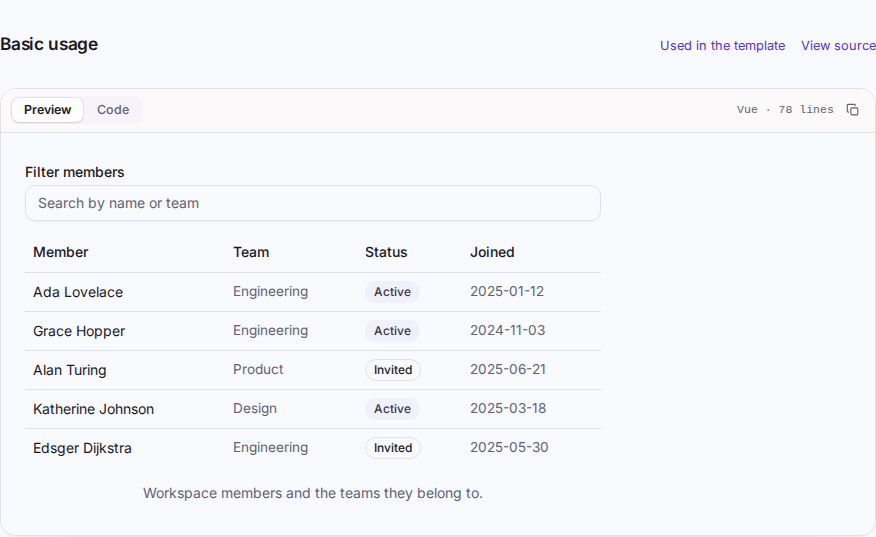 Basic usage
Used in the template View source
Preview Code
Vue · 78 lines
Filter members
Search by name or team
Member Team Status Joined
Ada Lovelace Engineering Active 2025-01-12
Grace Hopper Engineering Active 2024-11-03
Alan Turing Product Invited 2025-06-21
Katherine Johnson Design Active 2025-03-18
Edsger Dijkstra Engineering Invited 2025-05-30
Workspace members and the teams they belong to.